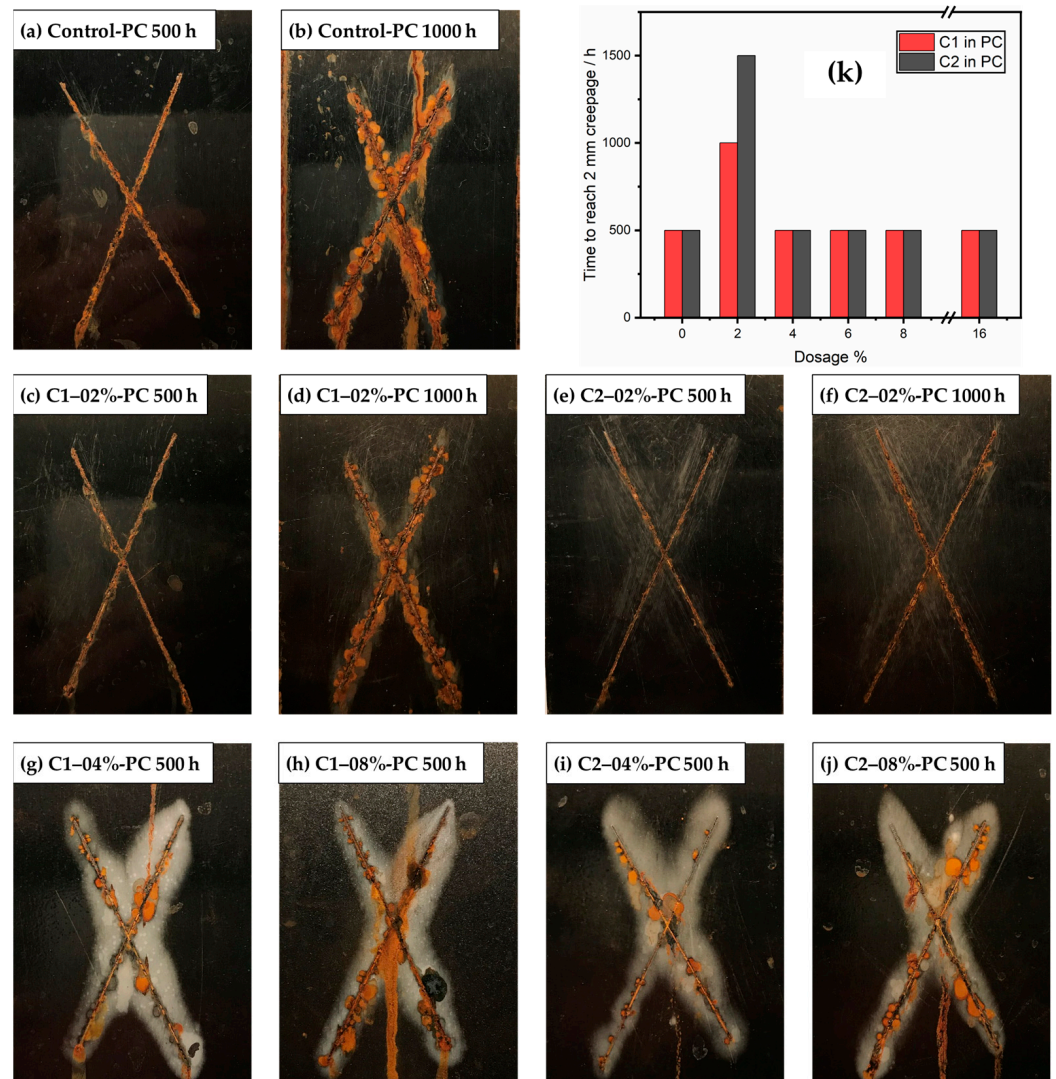 (a) Control-PC 500 h
(b) Control-PC 1000 h
(k)
C1 in PC
C2 in PC
Time to reach 2 mm creepage / h
1500
1000
500
0
0 2 4 6 8 16
Dosage %
(c) C1–02%-PC 500 h
(d) C1–02%-PC 1000 h
(e) C2–02%-PC 500 h
(f) C2–02%-PC 1000 h
(g) C1–04%-PC 500 h
(h) C1–08%-PC 500 h
(i) C2–04%-PC 500 h
(j) C2–08%-PC 500 h